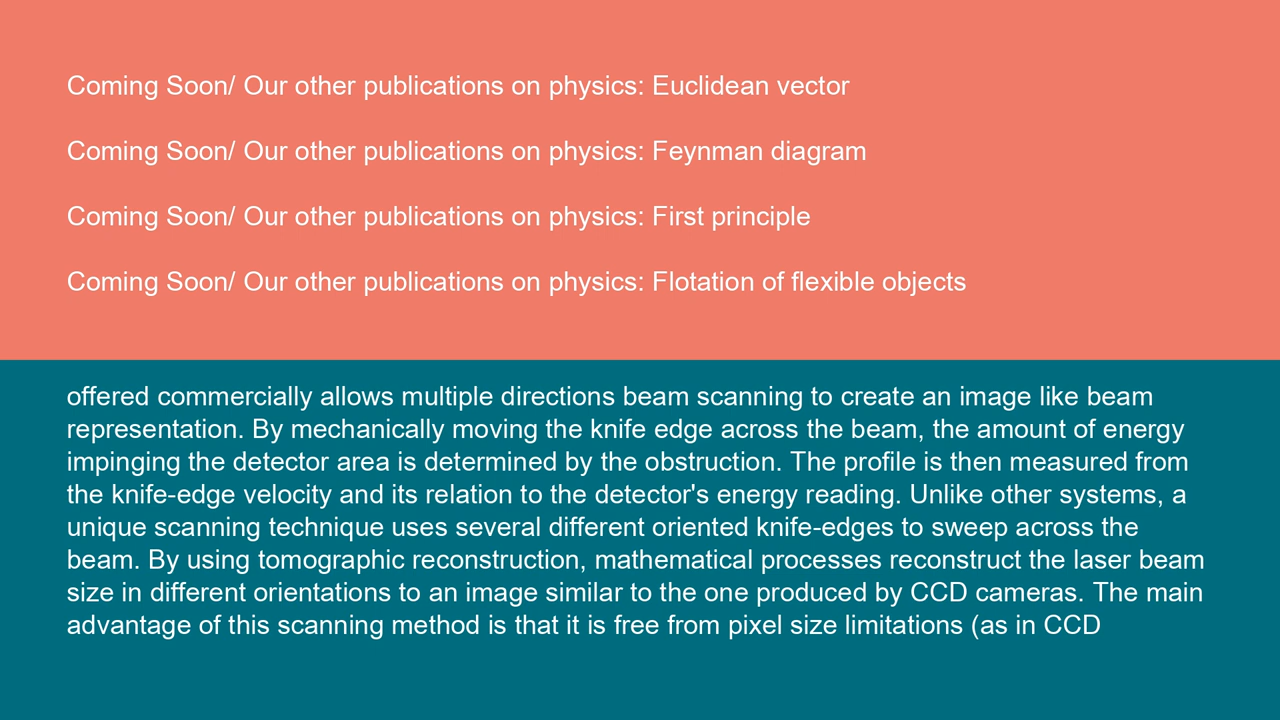 Coming Soon/ Our other publications on physics: Euclidean vector
Coming Soon/ Our other publications on physics: Feynman diagram
Coming Soon/ Our other publications on physics: First principle
Coming Soon/ Our other publications on physics: Flotation of flexible objects
offered commercially allows multiple directions beam scanning to create an image like beam
representation. By mechanically moving the knife edge across the beam, the amount of energy
impinging the detector area is determined by the obstruction. The profile is then measured from
the knife-edge velocity and its relation to the detector's energy reading. Unlike other systems, a
unique scanning technique uses several different oriented knife-edges to sweep across the
beam. By using tomographic reconstruction, mathematical processes reconstruct the laser beam
size in different orientations to an image similar to the one produced by CCD cameras. The main
advantage of this scanning method is that it is free from pixel size limitations (as in CCD